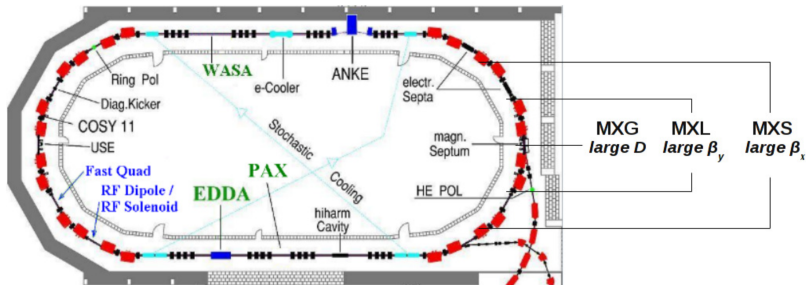 WASA
e-Cooler
ANKE
electr.
Septa
Ring Pol
Diag.Kicker
COSY 11
USE
Stochastic
Cooling
magn.
Septum
MXG
large D
MXL
large βy
MXS
large βx
Fast Quad
RF Dipole /
RF Solenoid
EDDA
PAX
hiharm
Cavity
HE POL